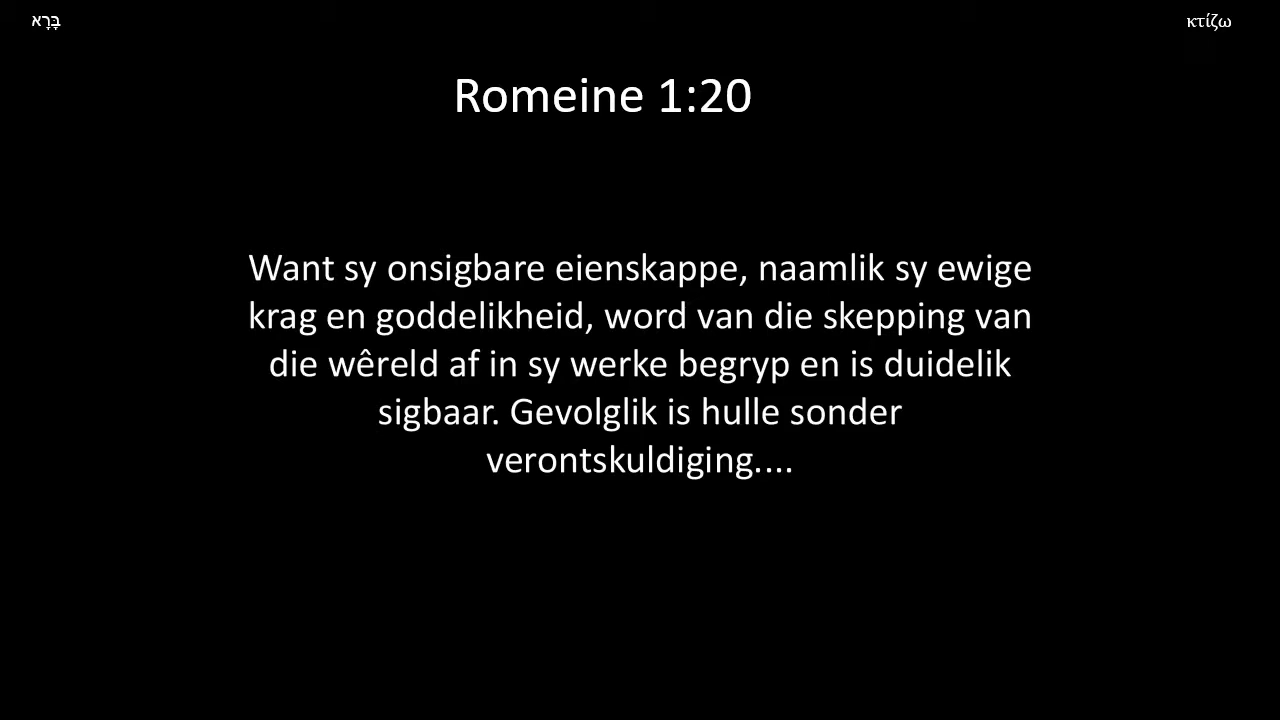 בָּרָא
κτίζω
Romeine 1:20
Want sy onsigbare eienskappe, naamlik sy ewige
krag en goddelikheid, word van die skepping van
die wêreld af in sy werke begryp en is duidelik
sigbaar. Gevolglik is hulle sonder
verontskuldiging....